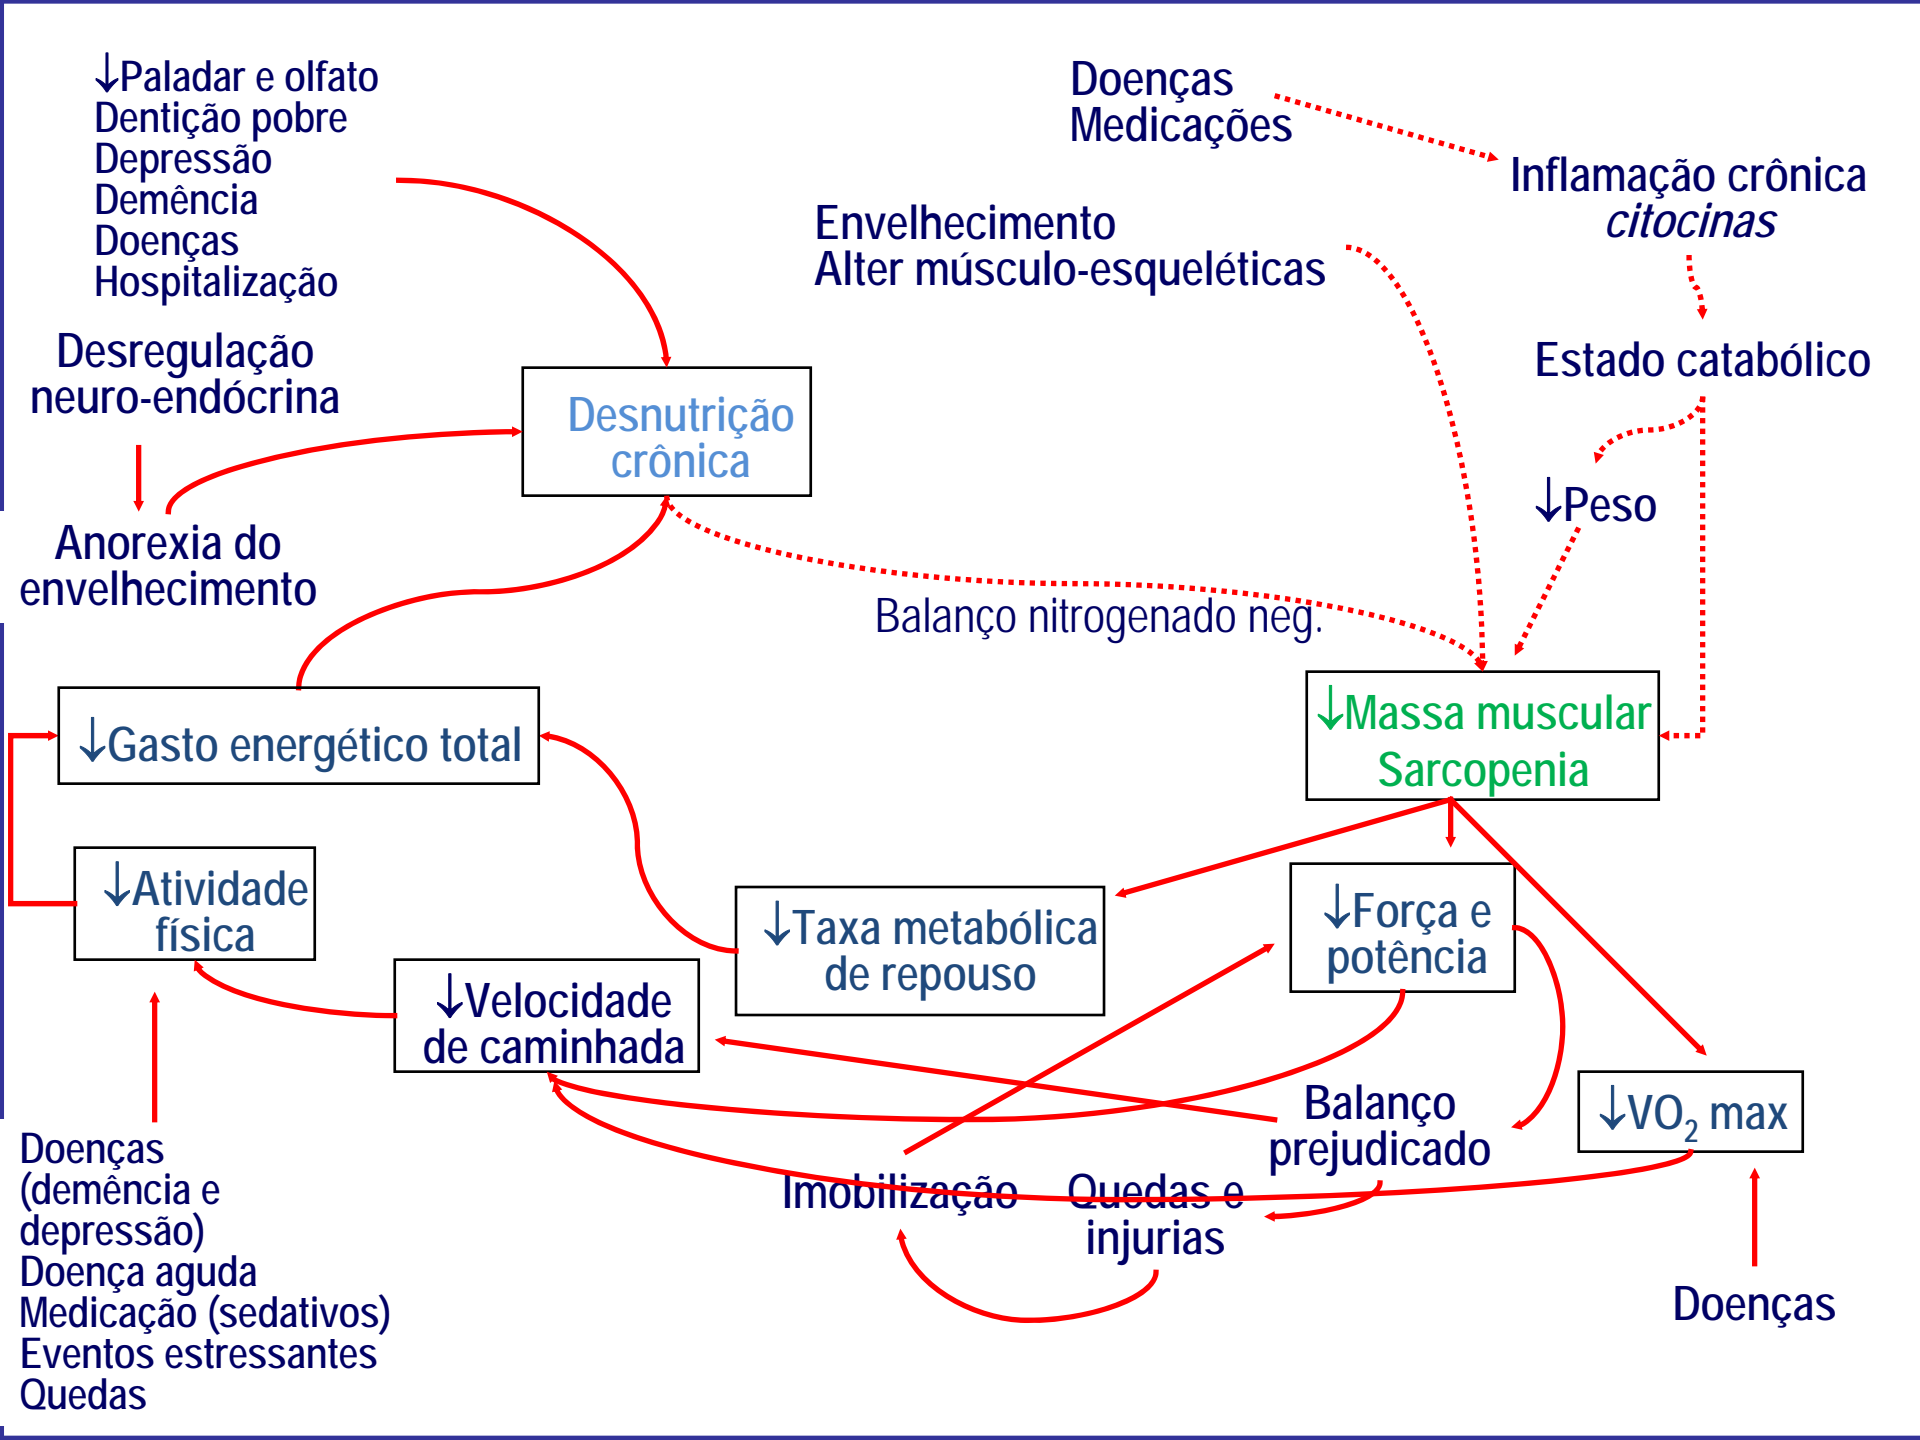 ↓Paladar e olfato
Dentição pobre
Depressão
Demência
Doenças
Hospitalização
Doenças
Medicações
Inflamação crônica
citocinas
Envelhecimento
Alter músculo-esqueléticas
Desregulação
neuro-endócrina
Estado catabólico
Desnutrição
crônica
↓Peso
Anorexia do
envelhecimento
Balanço nitrogenado neg.
↓Gasto energético total
↓Massa muscular
Sarcopenia
↓Atividade
física
↓Taxa metabólica
de repouso
↓Força e
potência
↓Velocidade
de caminhada
Balanço
prejudicado
↓VO₂ max
Imobilização
Quedas e
injurias
Doenças
(demência e
depressão)
Doença aguda
Medicação (sedativos)
Eventos estressantes
Quedas
Doenças